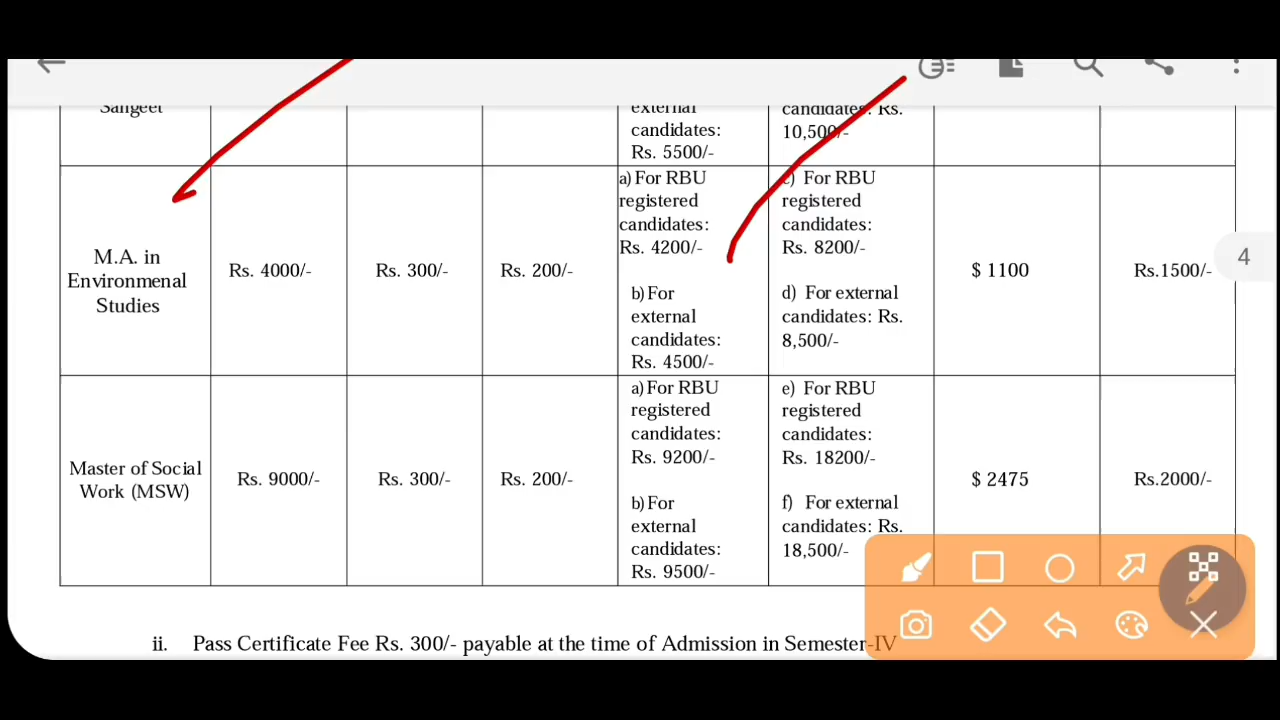 Sangeet
external
candidates:
Rs. 5500/-
candidates: Rs.
10,500/-
M.A. in
Environmenal
Studies
Rs. 4000/-
Rs. 300/-
Rs. 200/-
a) For RBU
registered
candidates:
Rs. 4200/-
b) For
external
candidates:
Rs. 4500/-
c) For RBU
registered
candidates:
Rs. 8200/-
d) For external
candidates: Rs.
8,500/-
$ 1100
Rs.1500/-
4
Master of Social
Work (MSW)
Rs. 9000/-
Rs. 300/-
Rs. 200/-
a) For RBU
registered
candidates:
Rs. 9200/-
b) For
external
candidates:
Rs. 9500/-
e) For RBU
registered
candidates:
Rs. 18200/-
f) For external
candidates: Rs.
18,500/-
$ 2475
Rs.2000/-
ii. Pass Certificate Fee Rs. 300/- payable at the time of Admission in Semester-IV